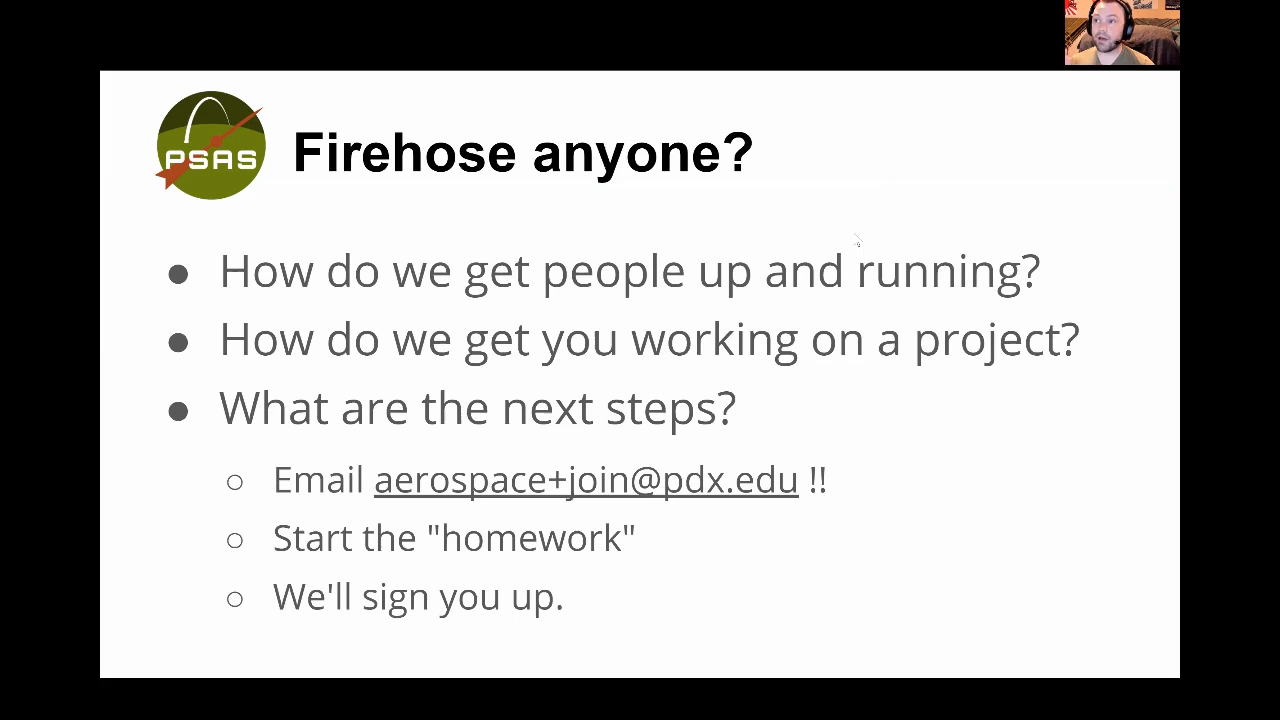 PSAS
Firehose anyone?
● How do we get people up and running?
● How do we get you working on a project?
● What are the next steps?
○ Email aerospace+join@pdx.edu !!
○ Start the "homework"
○ We'll sign you up.